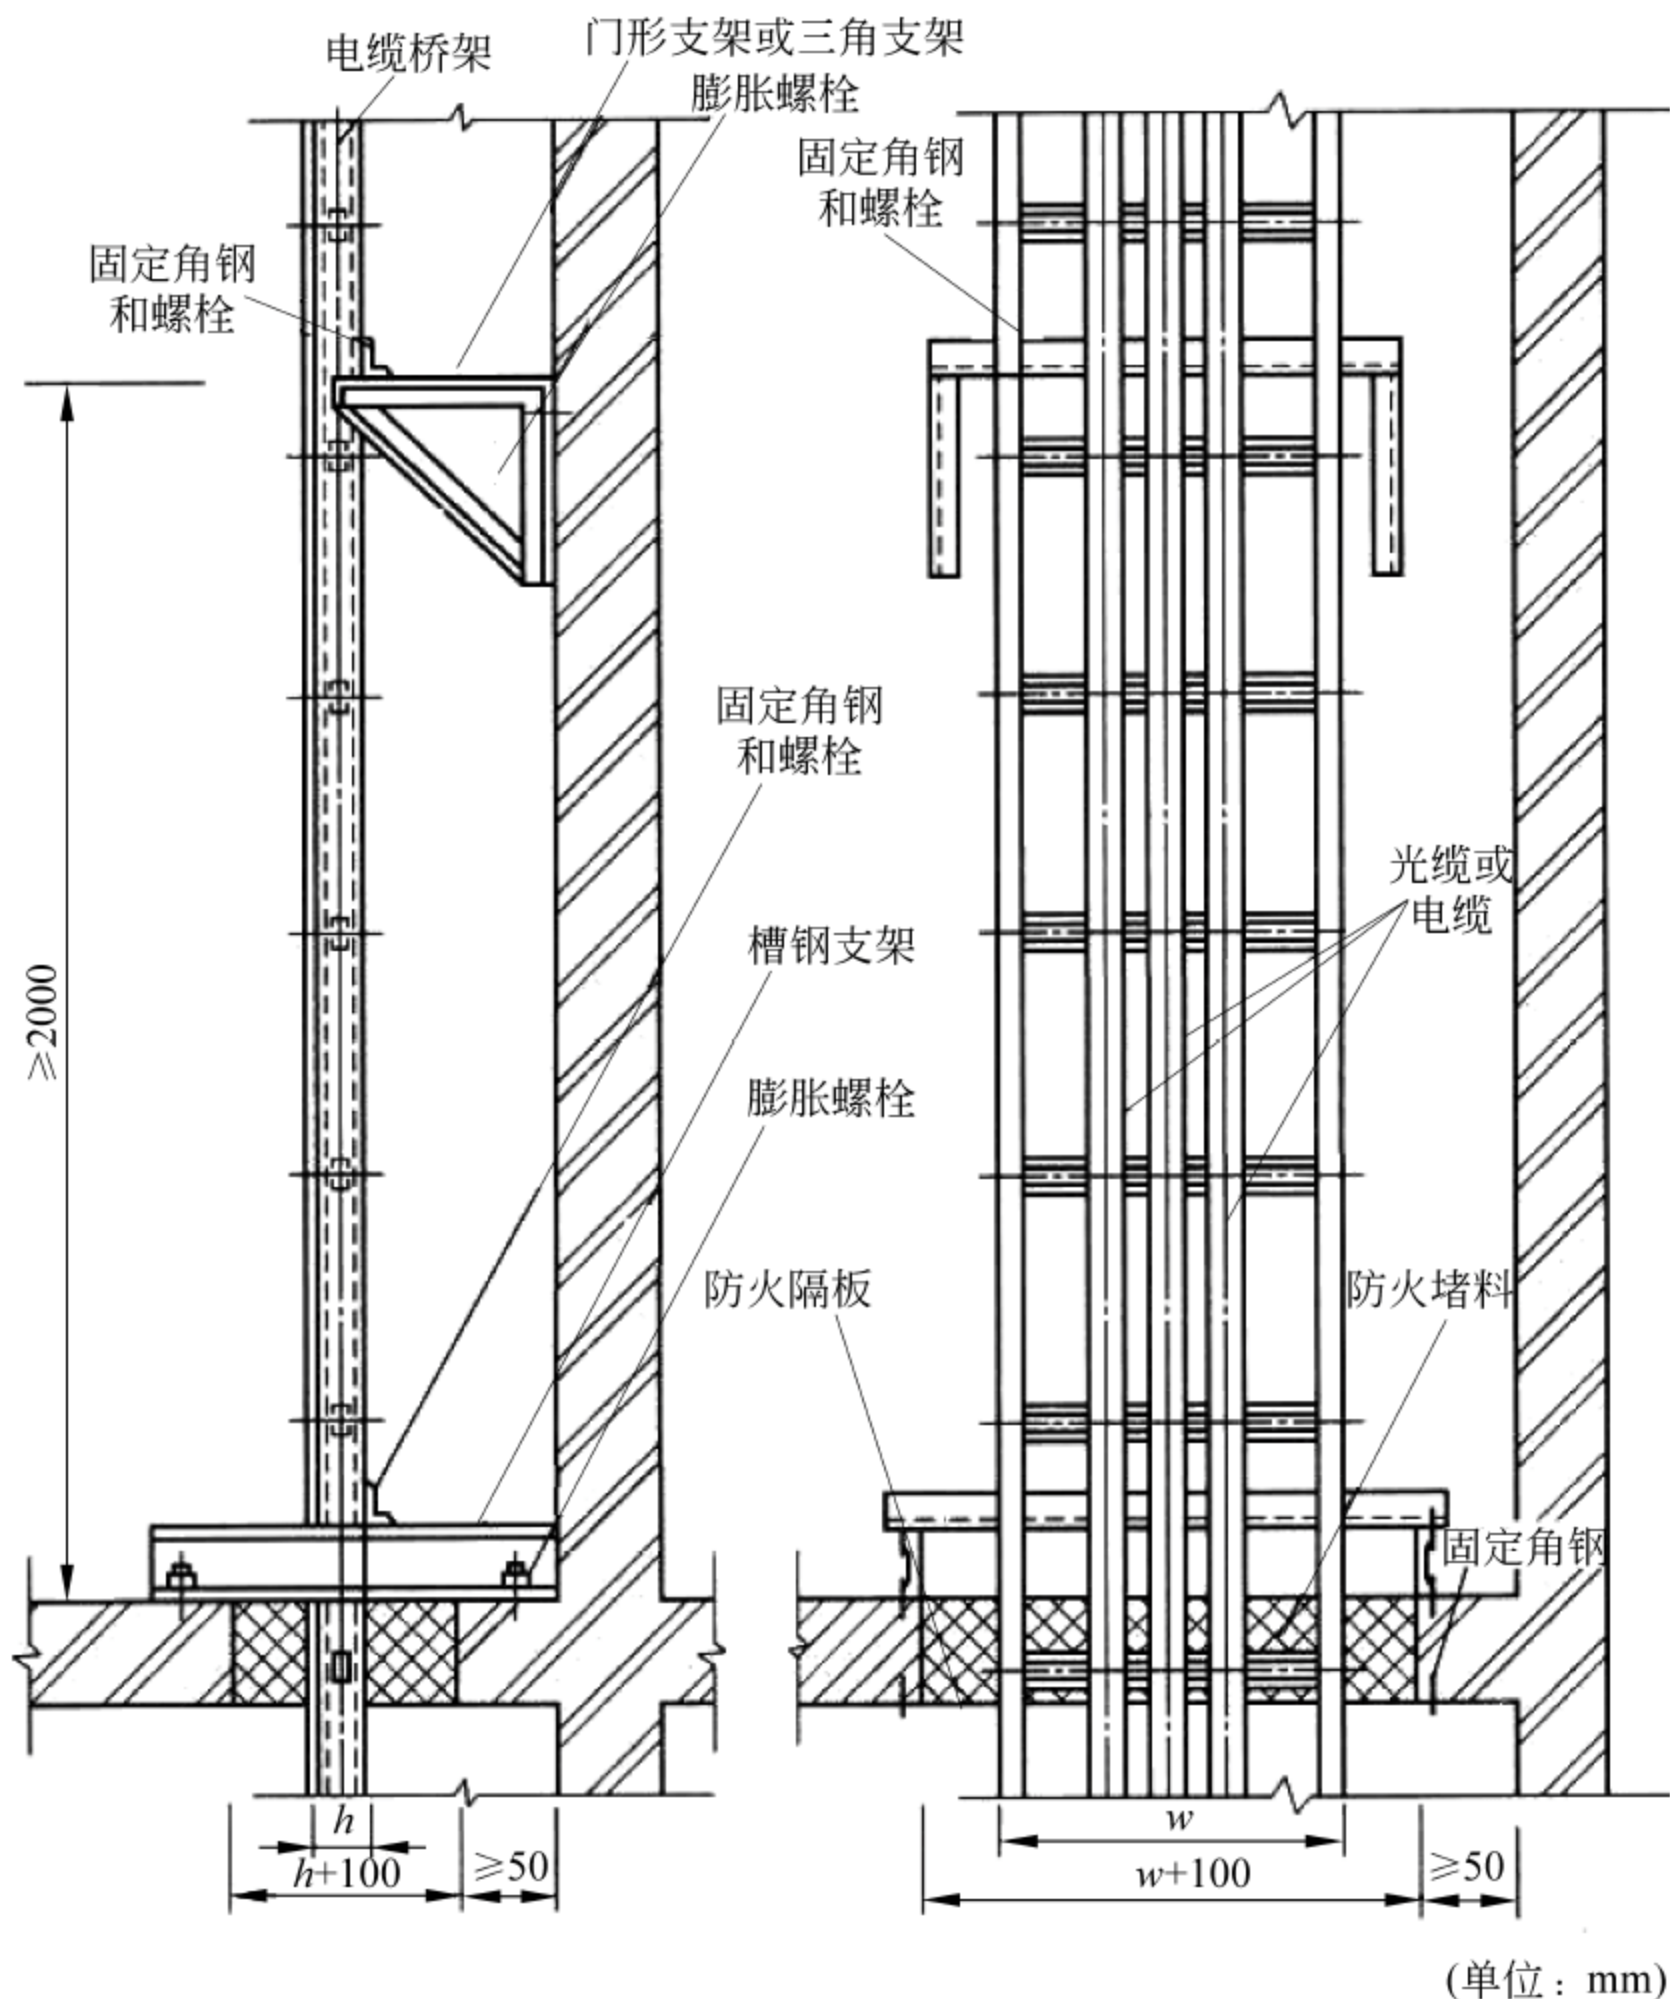 电缆桥架
门形支架或三角支架
膨胀螺栓
固定角钢
和螺栓
固定角钢
和螺栓
固定角钢
和螺栓
光缆或
电缆
槽钢支架
≥2000
膨胀螺栓
防火隔板
防火堵料
固定角钢
h
h+100
≥50
w
w+100
≥50
(单位：mm)